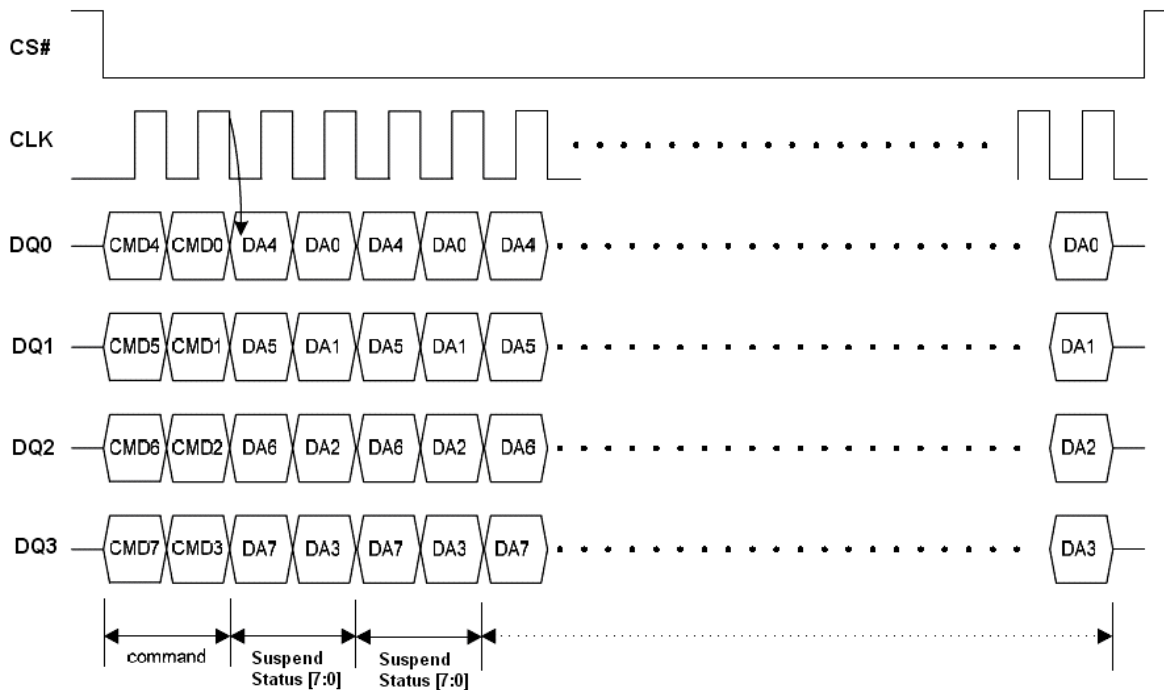 CS#
CLK
DQ0 CMD4 CMD0 DA4 DA0 DA4 DA0 DA4 DA0
DQ1 CMD5 CMD1 DA5 DA1 DA5 DA1 DA5 DA1
DQ2 CMD6 CMD2 DA6 DA2 DA6 DA2 DA6 DA2
DQ3 CMD7 CMD3 DA7 DA3 DA7 DA3 DA7 DA3
command
Suspend
Status [7:0]
Suspend
Status [7:0]